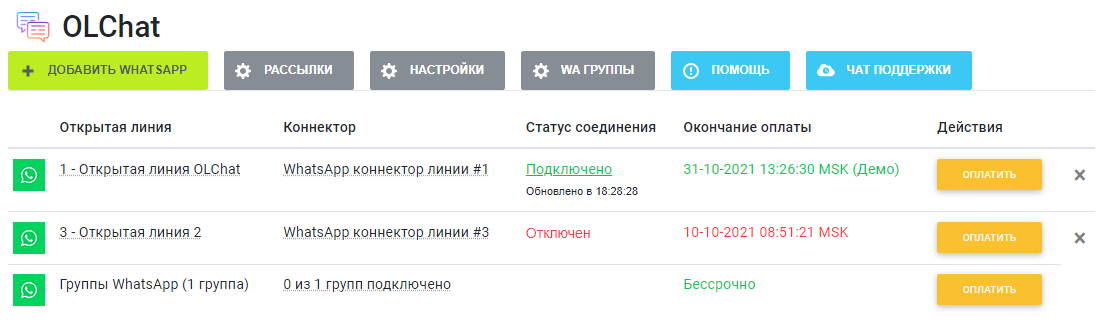 OLChat
ДОБАВИТЬ WHATSAPP РАССЫЛКИ НАСТРОЙКИ WA ГРУППЫ ПОМОЩЬ ЧАТ ПОДДЕРЖКИ
Открытая линия Коннектор Статус соединения Окончание оплаты Действия
1 - Открытая линия OLChat WhatsApp коннектор линии #1 Подключено 31-10-2021 13:26:30 MSK (Демо) ОПЛАТИТЬ
Обновлено в 18:28:28
3 - Открытая линия 2 WhatsApp коннектор линии #3 Отключен 10-10-2021 08:51:21 MSK ОПЛАТИТЬ
Группы WhatsApp (1 группа) 0 из 1 групп подключено Бессрочно ОПЛАТИТЬ